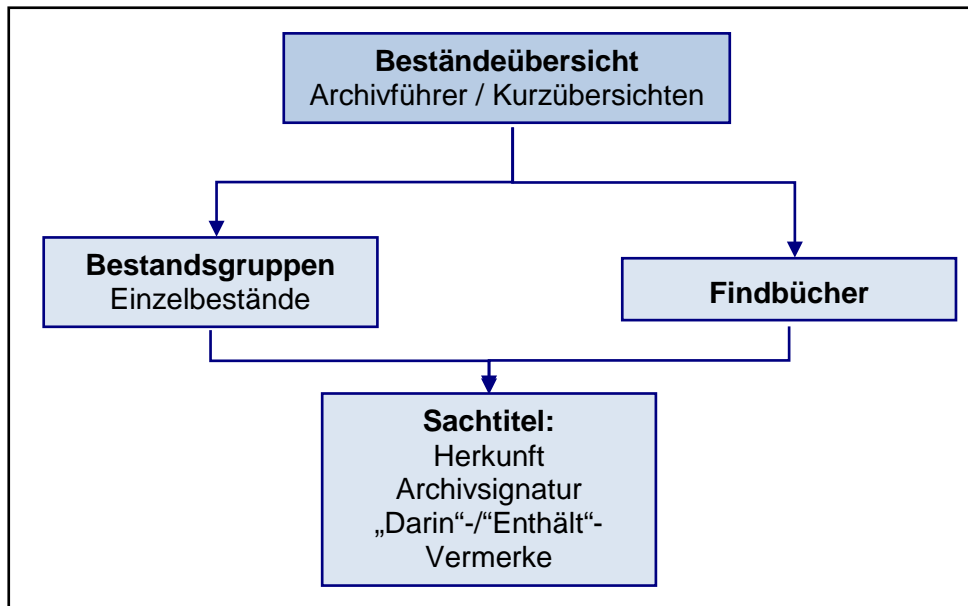 Beständeübersicht
Archivführer / Kurzübersichten
Bestandsgruppen
Einzelbestände
Findbücher
Sachtitel:
Herkunft
Archivsignatur
„Darin“-/“Enthält“-
Vermerke